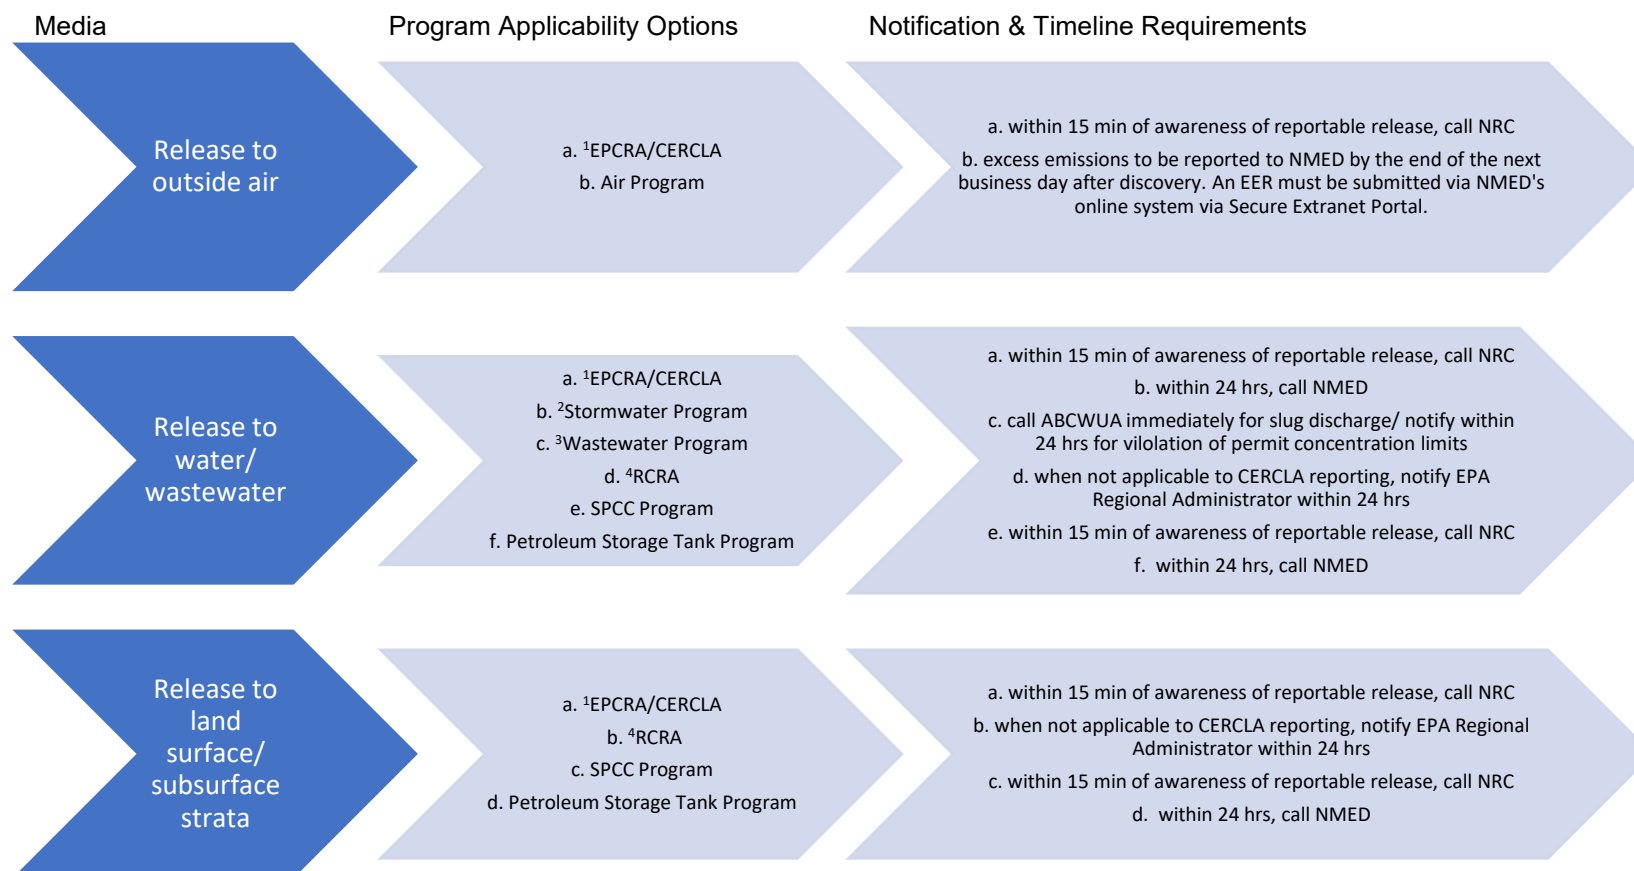 Media
Program Applicability Options
Notification & Timeline Requirements
Release to
outside air
a. ¹EPCRA/CERCLA
b. Air Program
a. within 15 min of awareness of reportable release, call NRC
b. excess emissions to be reported to NMED by the end of the next
business day after discovery. An EER must be submitted via NMED's
online system via Secure Extranet Portal.
Release to
water/
wastewater
a. ¹EPCRA/CERCLA
b. ²Stormwater Program
c. ³Wastewater Program
d. ⁴RCRA
e. SPCC Program
f. Petroleum Storage Tank Program
a. within 15 min of awareness of reportable release, call NRC
b. within 24 hrs, call NMED
c. call ABCWUA immediately for slug discharge/ notify within
24 hrs for vilolation of permit concentration limits
d. when not applicable to CERCLA reporting, notify EPA
Regional Administrator within 24 hrs
e. within 15 min of awareness of reportable release, call NRC
f. within 24 hrs, call NMED
Release to
land
surface/
subsurface
strata
a. ¹EPCRA/CERCLA
b. ⁴RCRA
c. SPCC Program
d. Petroleum Storage Tank Program
a. within 15 min of awareness of reportable release, call NRC
b. when not applicable to CERCLA reporting, notify EPA Regional
Administrator within 24 hrs
c. within 15 min of awareness of reportable release, call NRC
d. within 24 hrs, call NMED